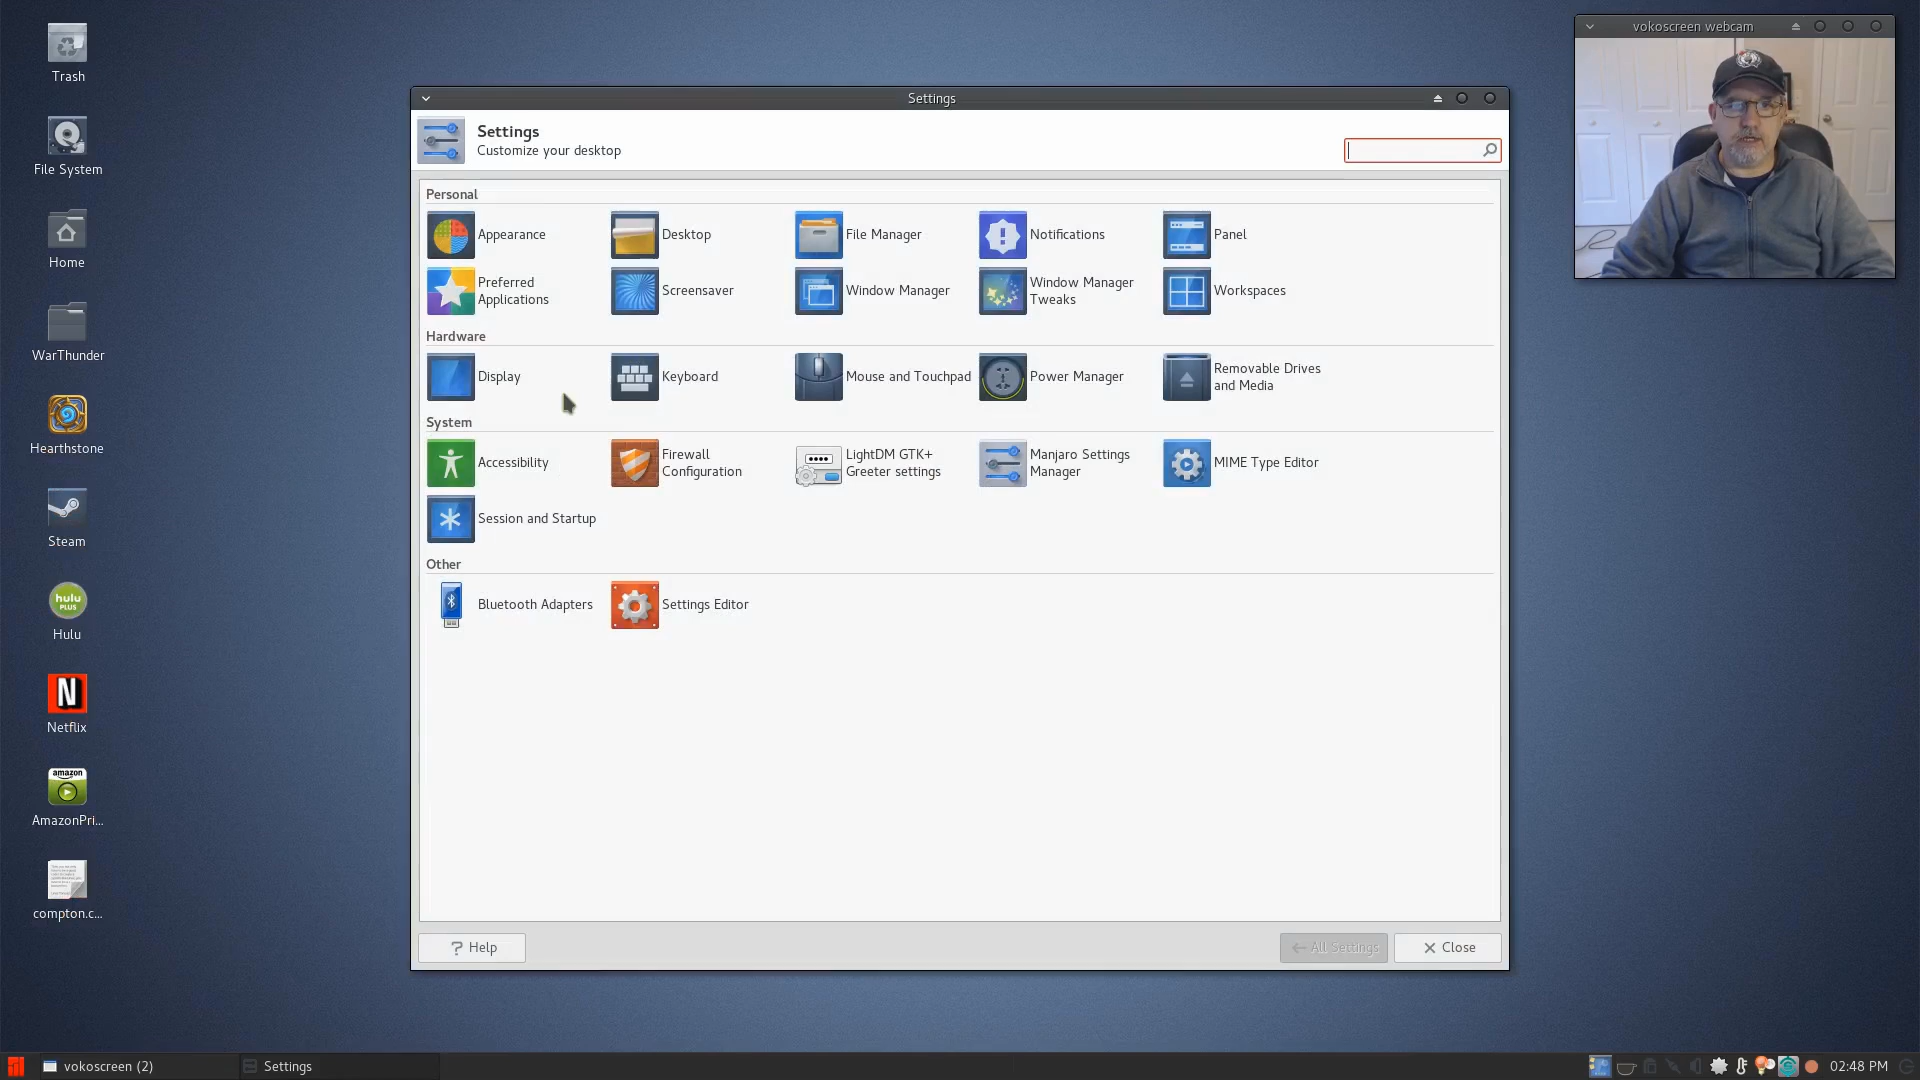 Trash
File System
Home
WarThunder
Hearthstone
Steam
hulu
PLUS
Hulu
N
Netflix
amazon
AmazonPri...
compton.c...
Settings
Settings
Customize your desktop
Personal
Appearance
Desktop
File Manager
Notifications
Panel
Preferred
Applications
Screensaver
Window Manager
Window Manager
Tweaks
Workspaces
Hardware
Display
Keyboard
Mouse and Touchpad
Power Manager
Removable Drives
and Media
System
Accessibility
Firewall
Configuration
LightDM GTK+
Greeter settings
Manjaro Settings
Manager
MIME Type Editor
Session and Startup
Other
Bluetooth Adapters
Settings Editor
? Help
All Settings
Close
vokoscreen webcam
vokoscreen (2)
Settings
02:48 PM